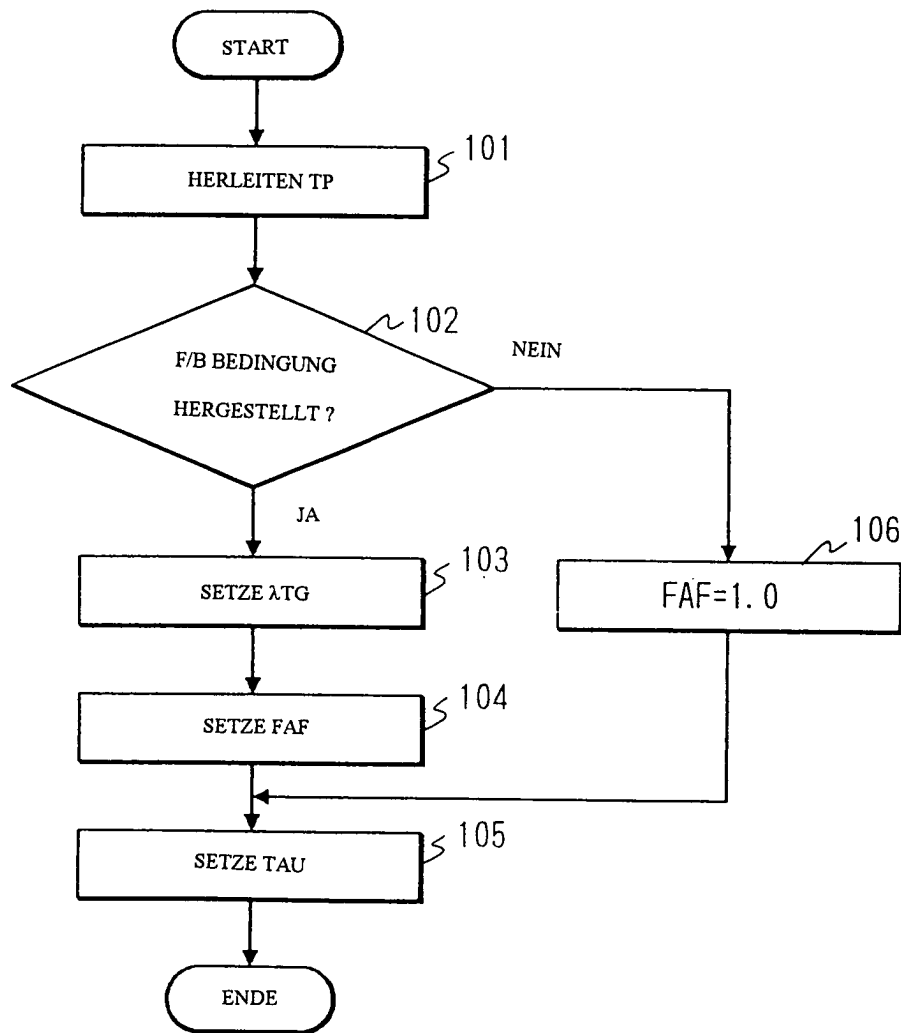 START
101
HERLEITEN TP
102
NEIN
F/B BEDINGUNG
HERGESTELLT ?
JA
103
SETZE λTG
106
FAF=1.0
104
SETZE FAF
105
SETZE TAU
ENDE